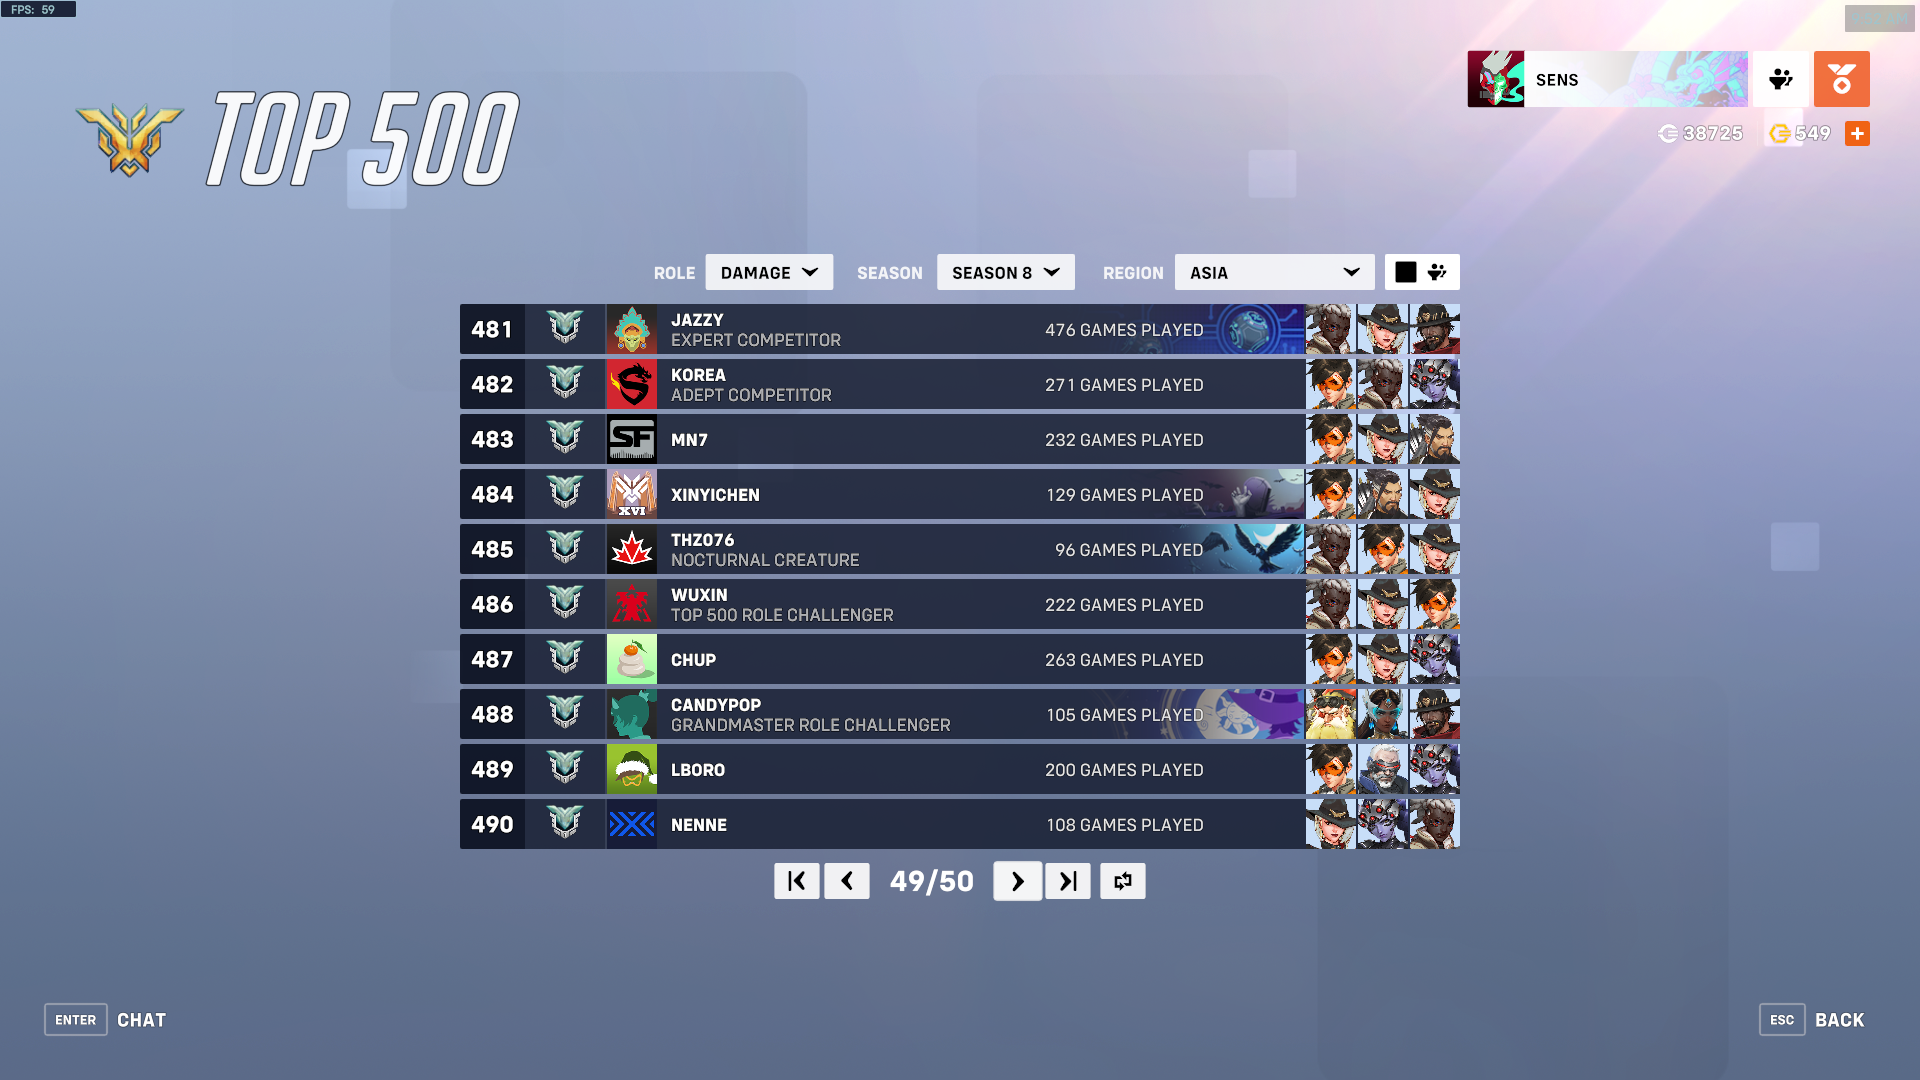 FPS: 59
TOP 500
SENS
38725
549
ROLE DAMAGE SEASON SEASON 8 REGION ASIA
481 JAZZY
EXPERT COMPETITOR
476 GAMES PLAYED
482 KOREA
ADEPT COMPETITOR
271 GAMES PLAYED
483 SF MN7 232 GAMES PLAYED
484 XVI XINYICHEN 129 GAMES PLAYED
485 THZ076
NOCTURNAL CREATURE
96 GAMES PLAYED
486 WUXIN
TOP 500 ROLE CHALLENGER
222 GAMES PLAYED
487 CHUP 263 GAMES PLAYED
488 CANDYPOP
GRANDMASTER ROLE CHALLENGER
105 GAMES PLAYED
489 LBORO 200 GAMES PLAYED
490 NENNE 108 GAMES PLAYED
49/50
ENTER CHAT
ESC BACK